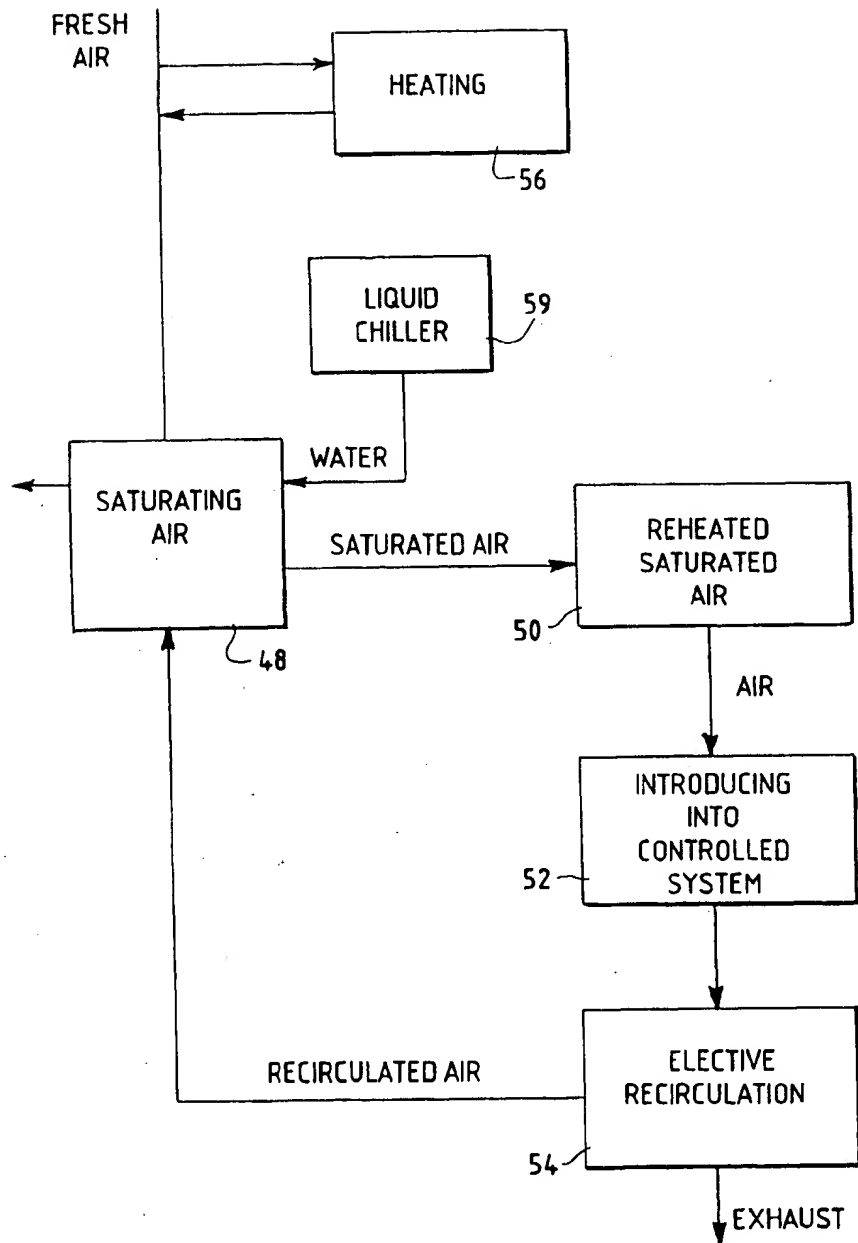 FRESH
AIR
HEATING
56
LIQUID
CHILLER
59
WATER
SATURATING
AIR
48
SATURATED AIR
REHEATED
SATURATED
AIR
50
AIR
INTRODUCING
INTO
CONTROLLED
SYSTEM
52
ELECTIVE
RECIRCULATION
54
RECIRCULATED AIR
EXHAUST